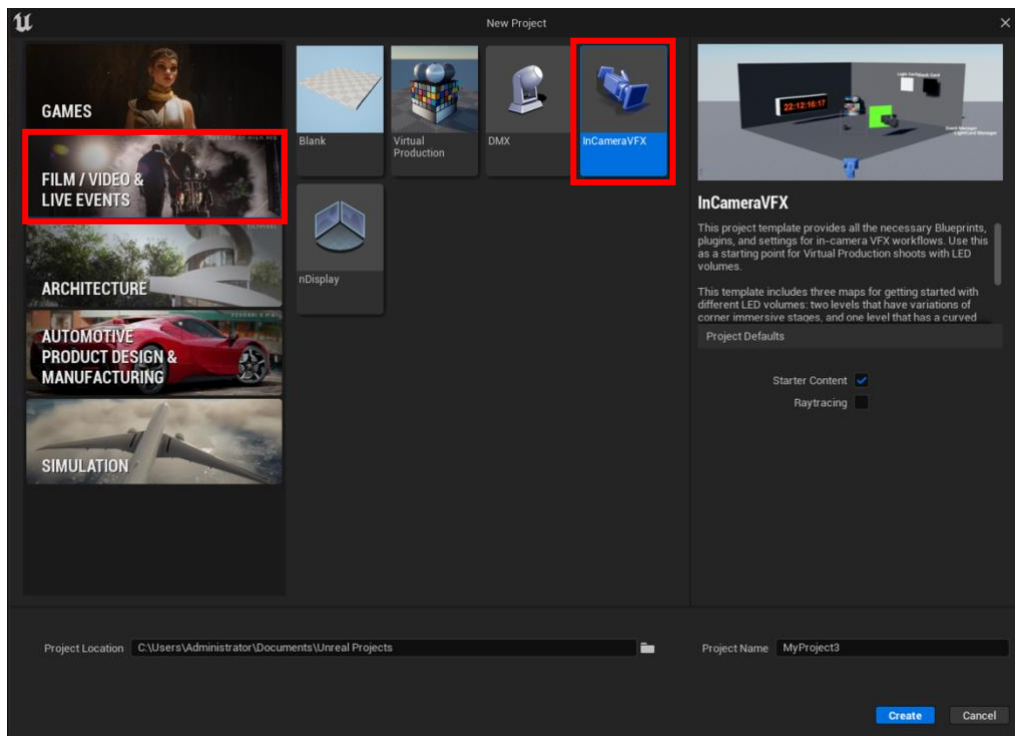 New Project
GAMES
FILM / VIDEO &
LIVE EVENTS
ARCHITECTURE
AUTOMOTIVE
PRODUCT DESIGN &
MANUFACTURING
SIMULATION
Blank
Virtual
Production
DMX
InCameraVFX
nDisplay
22:12:16:17
InCameraVFX
This project template provides all the necessary Blueprints,
plugins, and settings for in-camera VFX workflows. Use this
as a starting point for Virtual Production shoots with LED
volumes.
This template includes three maps for getting started with
different LED volumes: two levels that have variations of
corner immersive stages, and one level that has a curved
Project Defaults
Starter Content
Raytracing
Project Location
C:\Users\Administrator\Documents\Unreal Projects
Project Name
MyProject3
Create
Cancel